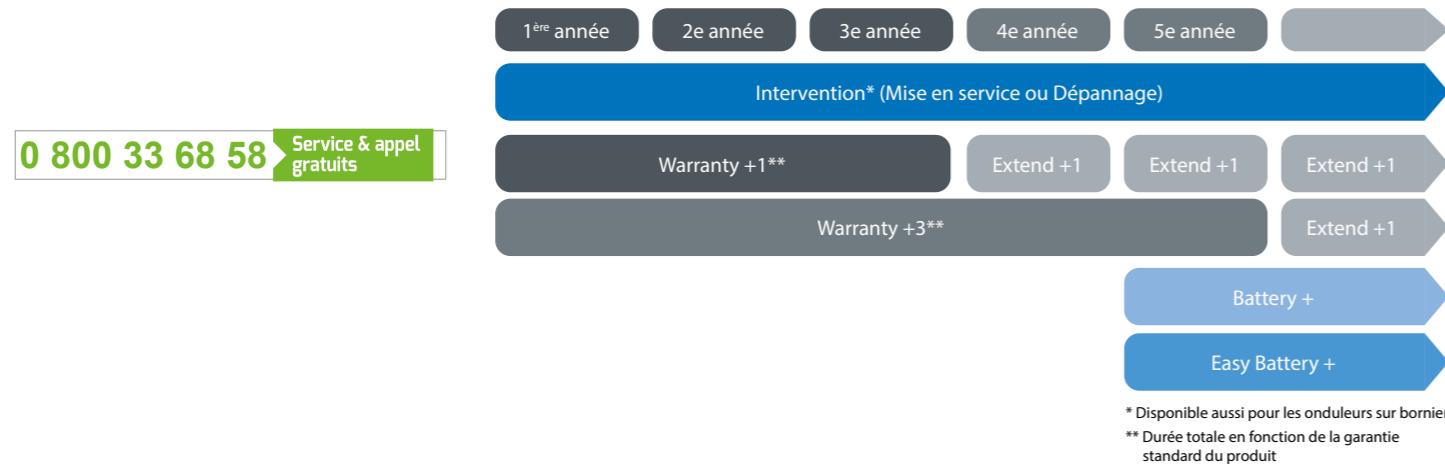 1ère année 2e année 3e année 4e année 5e année
Intervention* (Mise en service ou Dépannage)
0 800 33 68 58 Service & appel
gratuits
Warranty +1** Extend +1 Extend +1 Extend +1
Warranty +3** Extend +1
Battery +
Easy Battery +
* Disponible aussi pour les onduleurs sur bornier
** Durée totale en fonction de la garantie
standard du produit